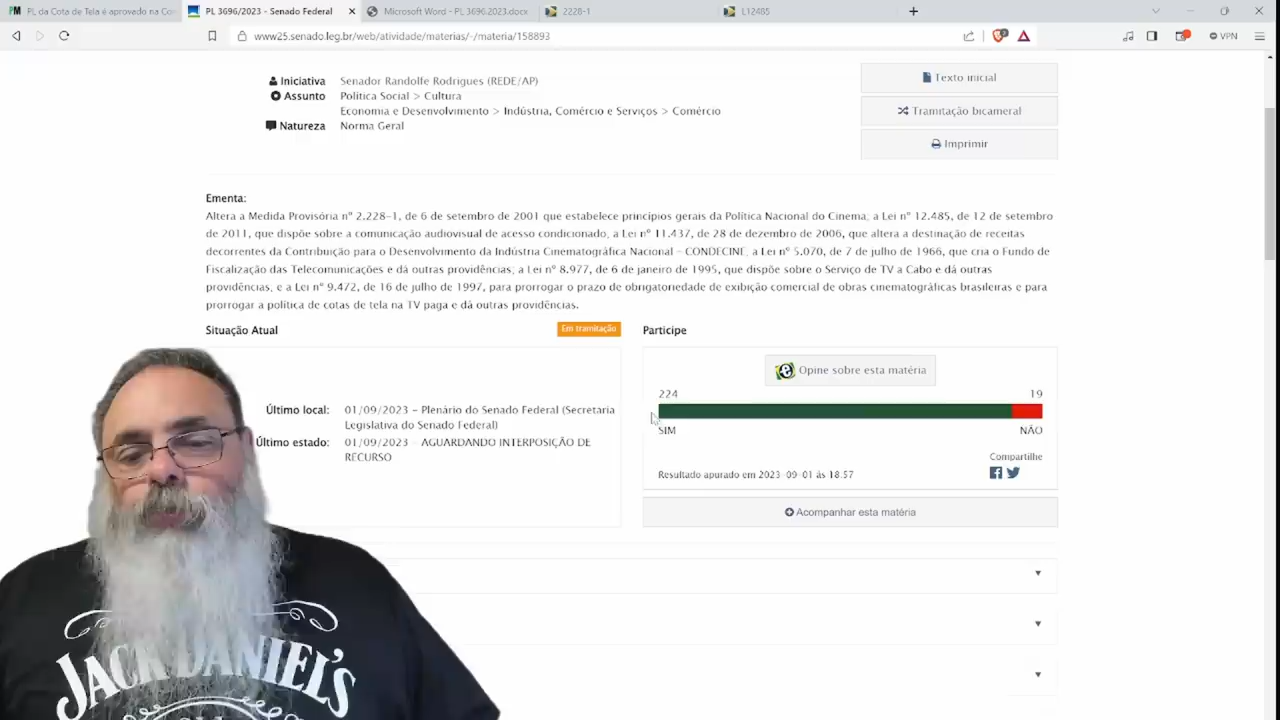 PL da Cota de Tela é aprovado na Co
PL 3696/2023 - Senado Federal
Microsoft Word - PL 3696.2023.docx
2228-1
L12485
www25.senado.leg.br/web/atividade/materias/-/materia/158893
VPN
Iniciativa Senador Randolfe Rodrigues (REDE/AP)
Assunto Política Social > Cultura
Economia e Desenvolvimento > Indústria, Comércio e Serviços > Comércio
Natureza Norma Geral
Texto inicial
Tramitação bicameral
Imprimir
Ementa:
Altera a Medida Provisória nº 2.228-1, de 6 de setembro de 2001 que estabelece princípios gerais da Política Nacional do Cinema; a Lei nº 12.485, de 12 de setembro
de 2011, que dispõe sobre a comunicação audiovisual de acesso condicionado; a Lei nº 11.437, de 28 de dezembro de 2006, que altera a destinação de receitas
decorrentes da Contribuição para o Desenvolvimento da Indústria Cinematográfica Nacional - CONDECINE; a Lei nº 5.070, de 7 de julho de 1966, que cria o Fundo de
Fiscalização das Telecomunicações e dá outras providências; a Lei nº 8.977, de 6 de janeiro de 1995, que dispõe sobre o Serviço de TV a Cabo e dá outras
providências; e a Lei nº 9.472, de 16 de julho de 1997, para prorrogar o prazo de obrigatoriedade de exibição comercial de obras cinematográficas brasileiras e para
prorrogar a política de cotas de tela na TV paga e dá outras providências.
Situação Atual
Em tramitação
Último local: 01/09/2023 - Plenário do Senado Federal (Secretaria
Legislativa do Senado Federal)
Último estado: 01/09/2023 - AGUARDANDO INTERPOSIÇÃO DE
RECURSO
Participe
Opine sobre esta matéria
224 19
SIM NÃO
Compartilhe
Resultado apurado em 2023-09-01 às 18:57
Acompanhar esta matéria
JACK DANIEL'S